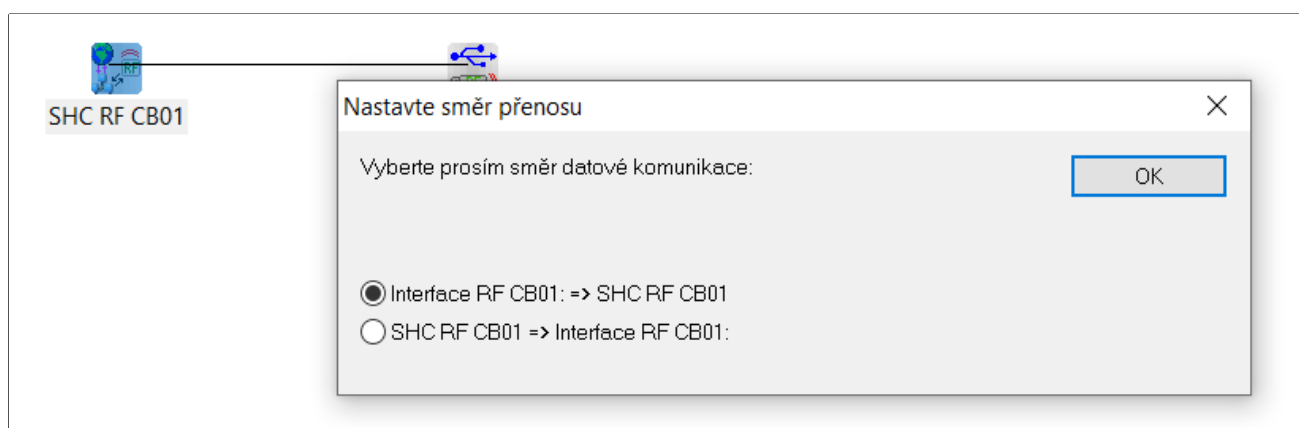 RF
SHC RF CB01
Nastavte směr přenosu
Vyberte prosím směr datové komunikace:
OK
Interface RF CB01: => SHC RF CB01
SHC RF CB01 => Interface RF CB01: